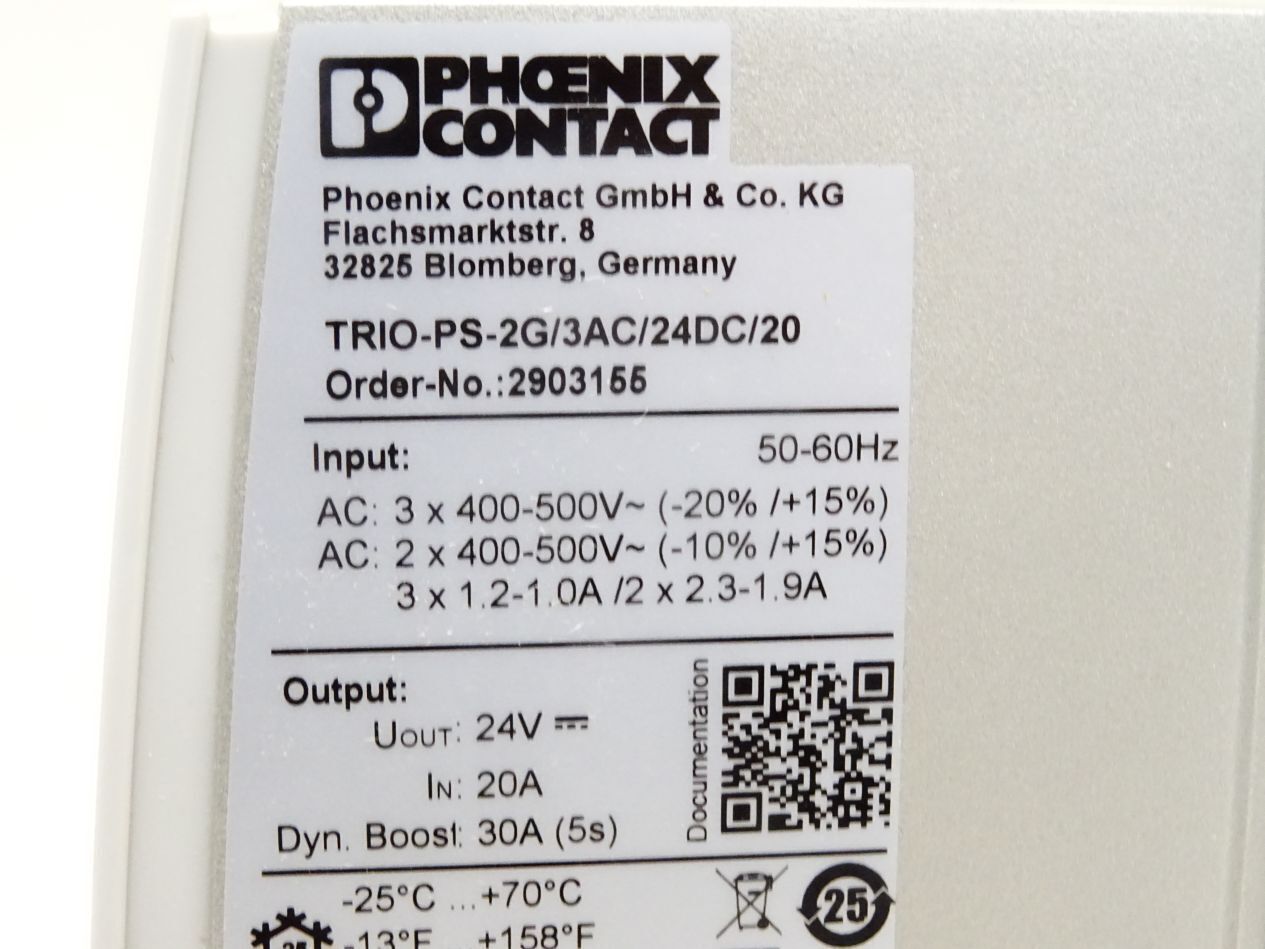 PHOENIX
CONTACT
Phoenix Contact GmbH & Co. KG
Flachsmarktstr. 8
32825 Blomberg, Germany
TRIO-PS-2G/3AC/24DC/20
Order-No.:2903155
Input: 50-60Hz
AC: 3 x 400-500V~ (-20% /+15%)
AC: 2 x 400-500V~ (-10% /+15%)
3 x 1.2-1.0A /2 x 2.3-1.9A
Output:
UOUT: 24V
IN: 20A
Dyn. Boost: 30A (5s)
Documentation
-25°C ...+70°C
-13°F ... +158°F
25